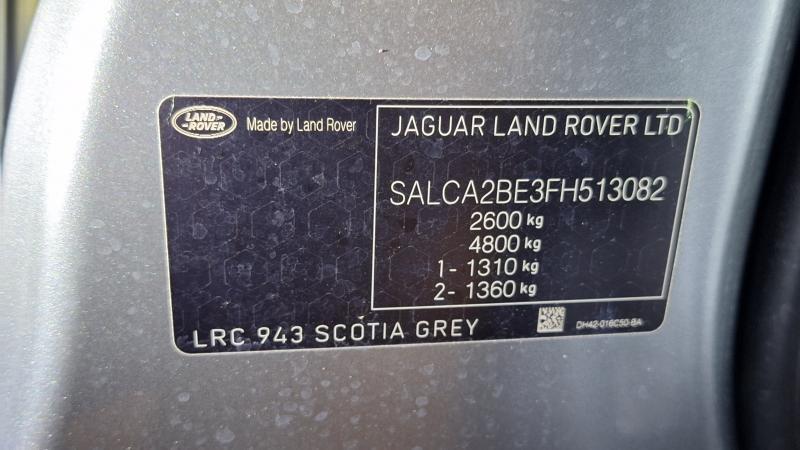 LAND ROVER
Made by Land Rover
JAGUAR LAND ROVER LTD
SALCA2BE3FH513082
2600 kg
4800 kg
1- 1310 kg
2- 1360 kg
LRC 943 SCOTIA GREY
DH42-016C50-BA